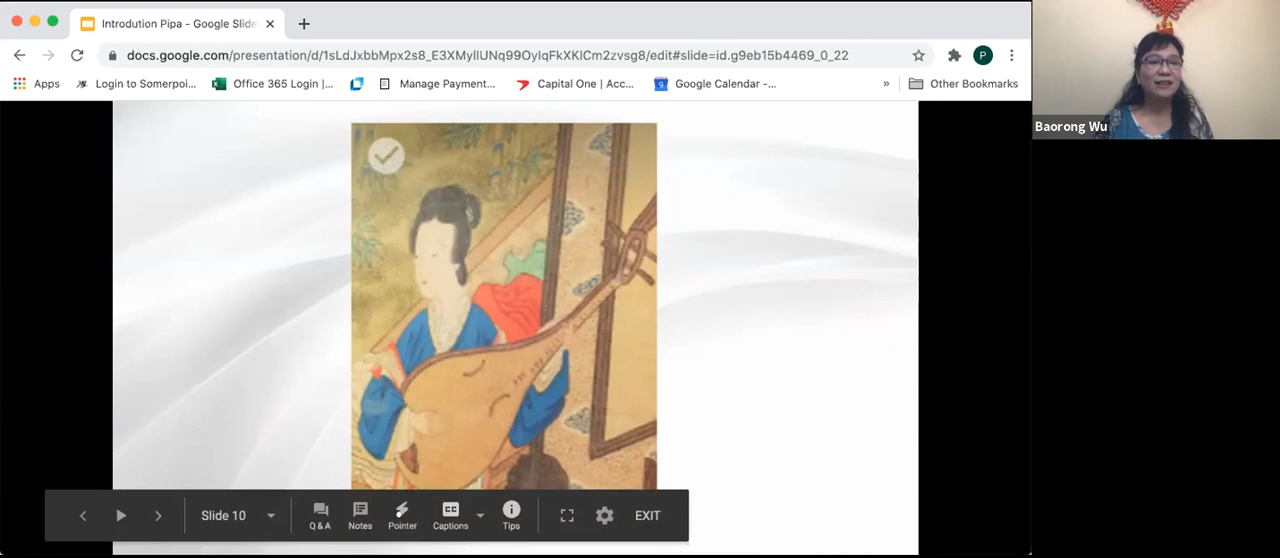 Introdution Pipa - Google Slide
docs.google.com/presentation/d/1sLdJxbbMpx2s8_E3XMyllUNq99OylqFkXKlCm2zvsg8/edit#slide=id.g9eb15b4469_0_22
P
Apps
Login to Somerpoi...
Office 365 Login |...
Manage Payment...
Capital One | Acc...
Google Calendar -...
»
Other Bookmarks
Baorong Wu
Slide 10
Q & A
Notes
Pointer
CC
Captions
Tips
EXIT